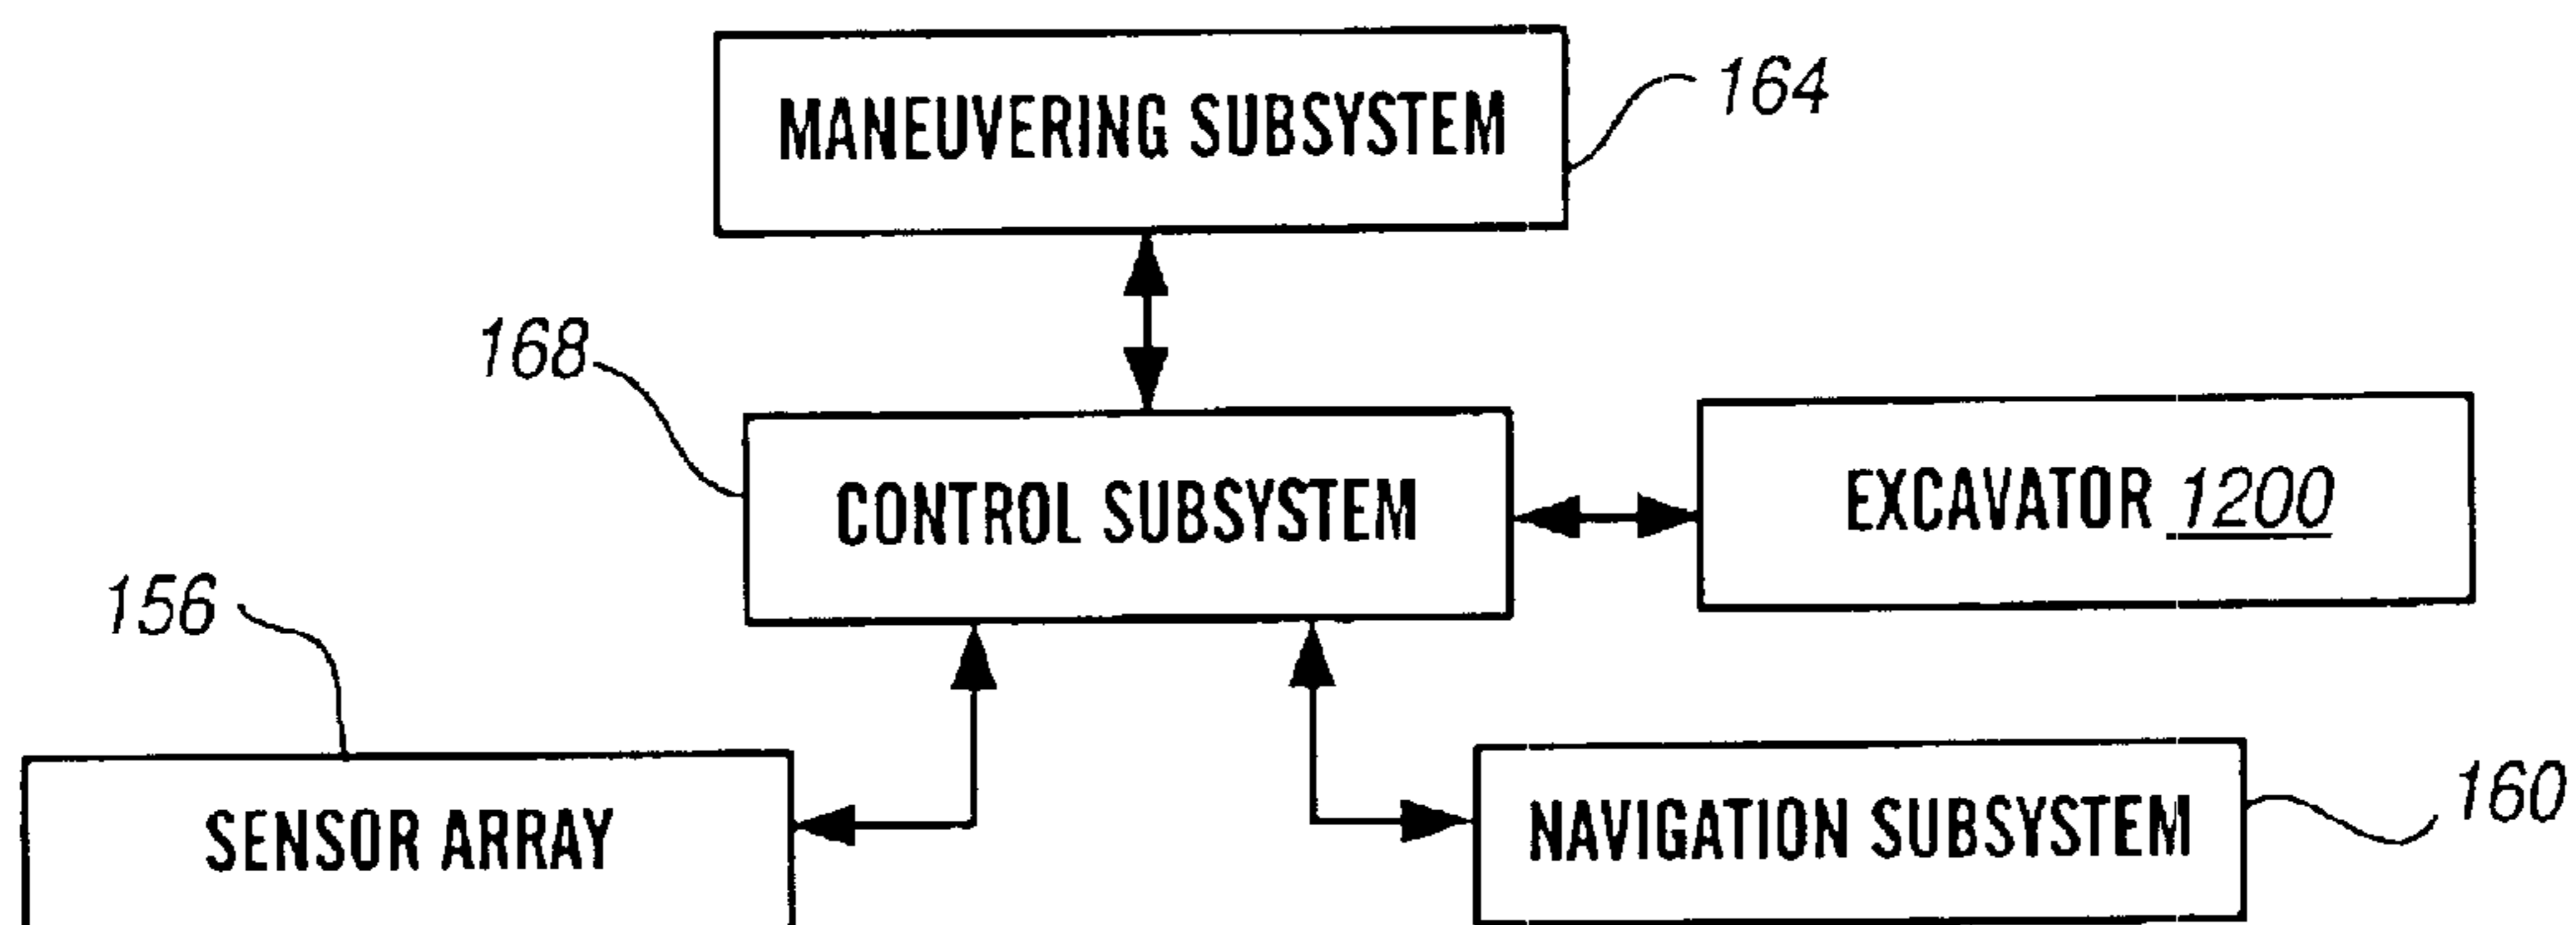 MANEUVERING SUBSYSTEM
164
168
CONTROL SUBSYSTEM
EXCAVATOR 1200
156
SENSOR ARRAY
NAVIGATION SUBSYSTEM
160